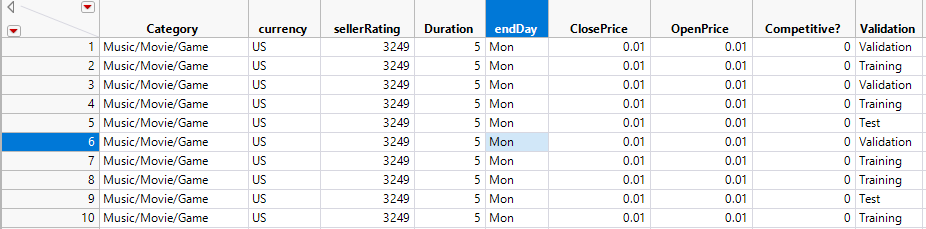 Category currency sellerRating Duration endDay ClosePrice OpenPrice Competitive? Validation
1 Music/Movie/Game US 3249 5 Mon 0.01 0.01 0 Validation
2 Music/Movie/Game US 3249 5 Mon 0.01 0.01 0 Training
3 Music/Movie/Game US 3249 5 Mon 0.01 0.01 0 Validation
4 Music/Movie/Game US 3249 5 Mon 0.01 0.01 0 Training
5 Music/Movie/Game US 3249 5 Mon 0.01 0.01 0 Test
6 Music/Movie/Game US 3249 5 Mon 0.01 0.01 0 Validation
7 Music/Movie/Game US 3249 5 Mon 0.01 0.01 0 Training
8 Music/Movie/Game US 3249 5 Mon 0.01 0.01 0 Training
9 Music/Movie/Game US 3249 5 Mon 0.01 0.01 0 Test
10 Music/Movie/Game US 3249 5 Mon 0.01 0.01 0 Training